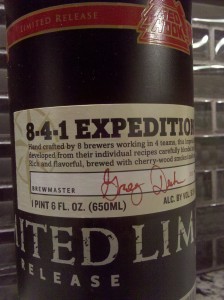 LIMITED RELEASE
8-4-1 EXPEDITION
Hand crafted by 8 brewers working in 4 teams, this
developed from their individual recipes carefully
Rich and flavorful, brewed with cherry-wood smoked
BREWMASTER
ALC. BY VOL.
1 PINT 6 FL. OZ. (650ML)
ITED LIM
RELEASE